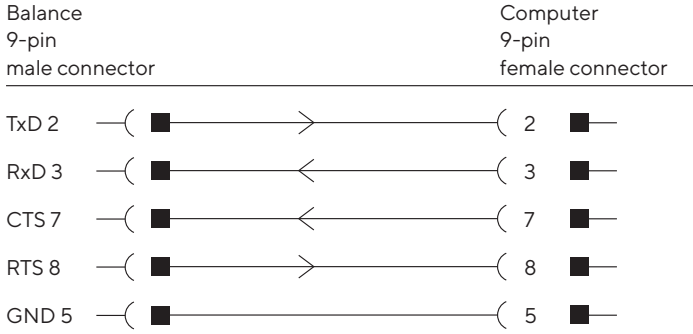 Balance
9-pin
male connector
Computer
9-pin
female connector
TxD 2 2
RxD 3 3
CTS 7 7
RTS 8 8
GND 5 5